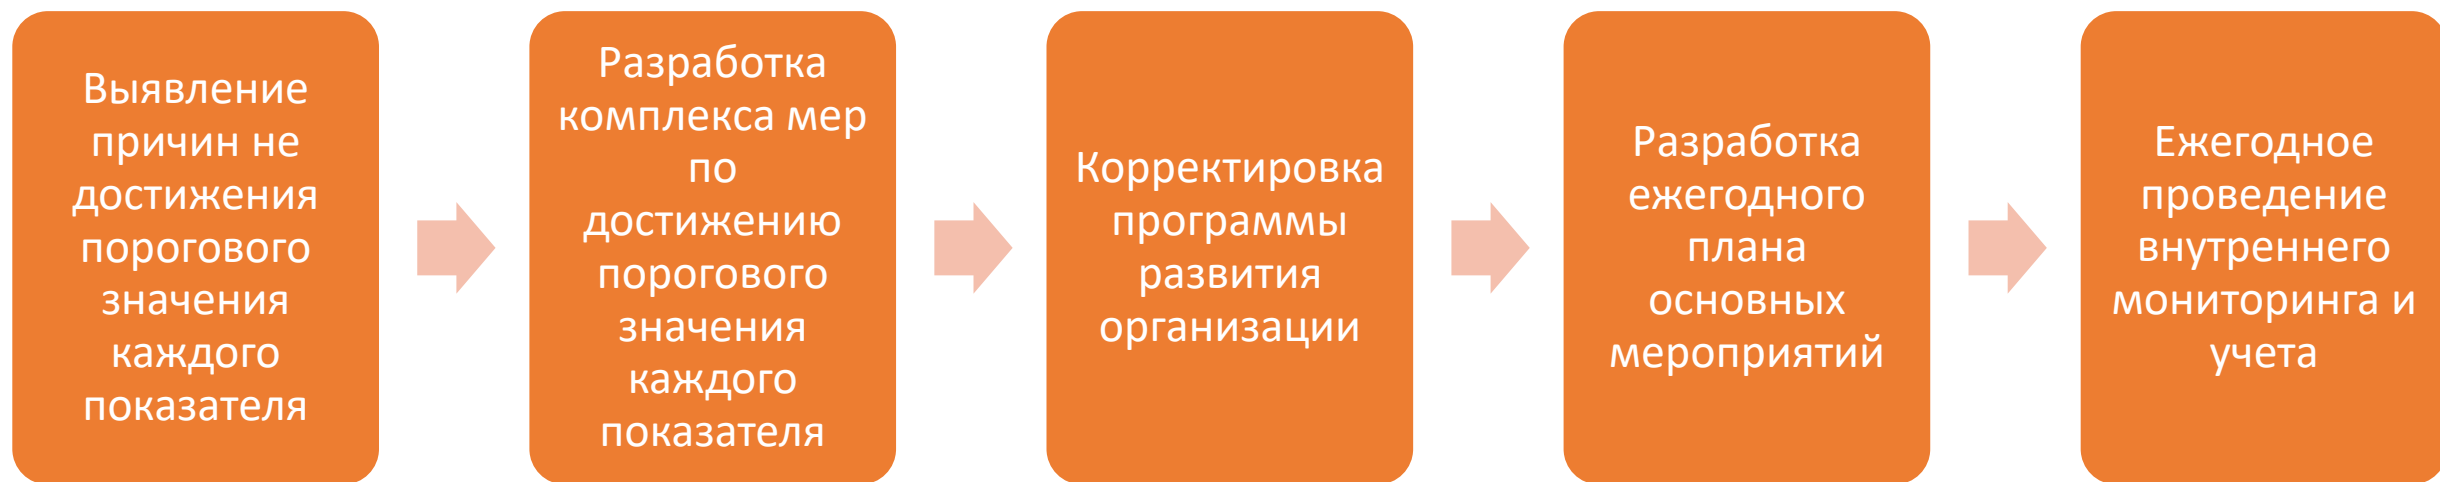 Выявление
причин не
достижения
порогового
значения
каждого
показателя
Разработка
комплекса мер
по
достижению
порогового
значения
каждого
показателя
Корректировка
программы
развития
организации
Разработка
ежегодного
плана
основных
мероприятий
Ежегодное
проведение
внутреннего
мониторинга и
учета